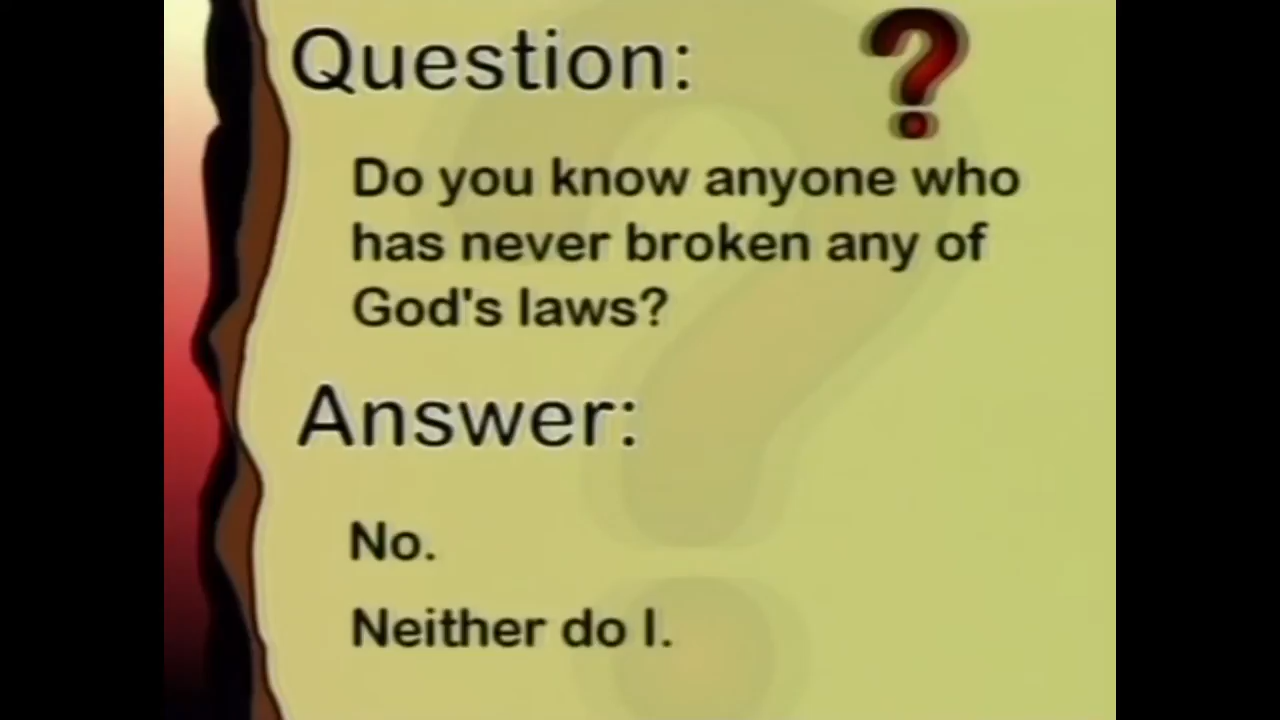 Question:
Do you know anyone who
has never broken any of
God's laws?
Answer:
No.
Neither do I.